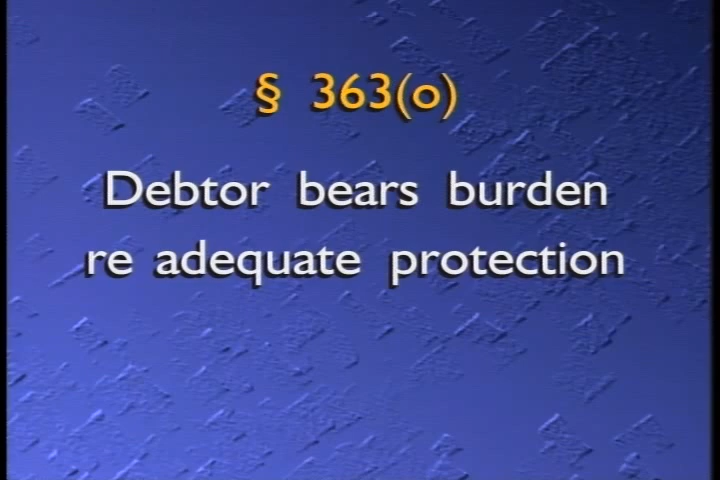 § 363(o)
Debtor bears burden
re adequate protection